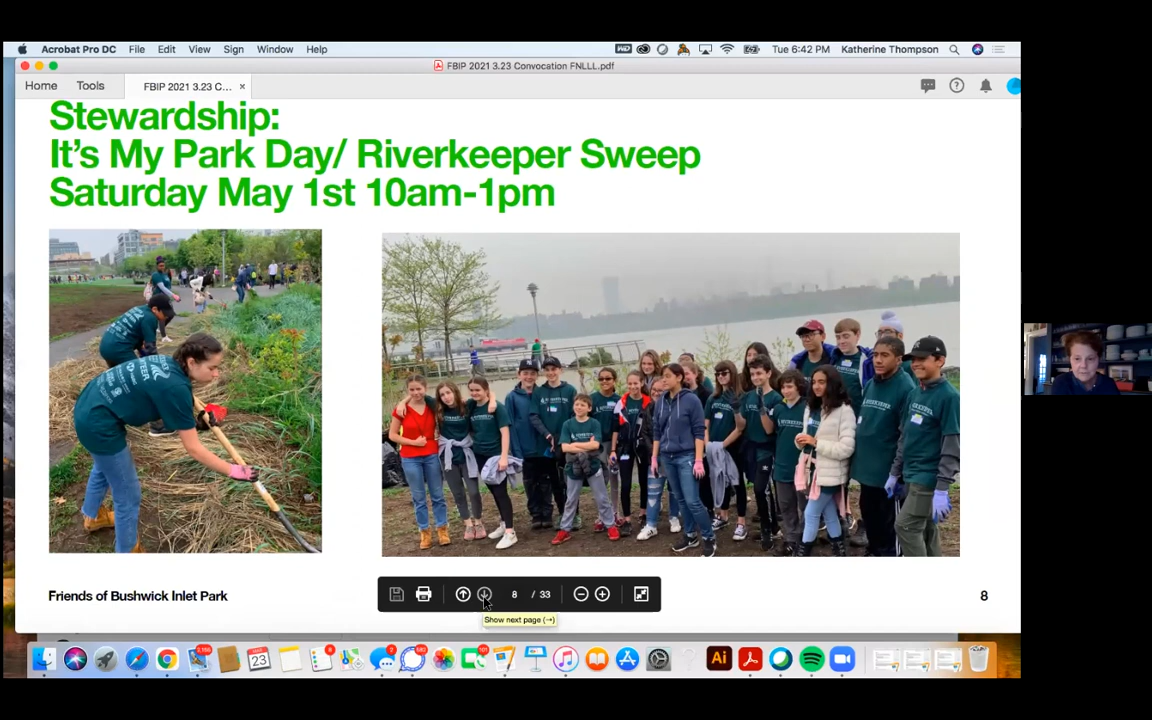 Acrobat Pro DC File Edit View Sign Window Help Tue 6:42 PM Katherine Thompson
FBIP 2021 3.23 Convocation FNLLL.pdf
Home Tools FBIP 2021 3.23 C... ×
Stewardship:
It's My Park Day/ Riverkeeper Sweep
Saturday May 1st 10am-1pm
Friends of Bushwick Inlet Park
8 / 33
8
Show next page (→)
23
Ai